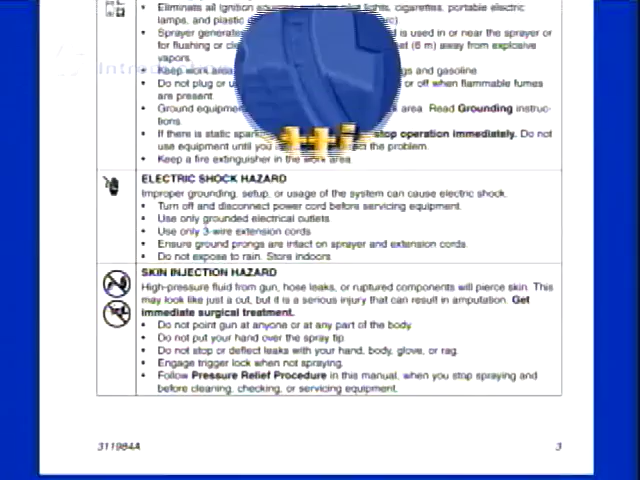 Eliminate all ignition lights, cigarettes, portable electric
lamps, and plastic
Sprayer generate is used in or near the sprayer or
for flushing or (6 m) away from explosive
vapors.
Keep work area and gasoline
Do not plug or or off when flammable fumes
are present
Ground equipment area. Read Grounding instruc-
tions
If there is static stop operation immediately. Do not
use equipment until you the problem.
Keep a fire extinguisher in the work area
ELECTRIC SHOCK HAZARD
Improper grounding, setup, or usage of the system can cause electric shock.
• Turn off and disconnect power cord before servicing equipment
• Use only grounded electrical outlets
• Use only 3-wire extension cords
• Ensure ground prongs are intact on sprayer and extension cords
• Do not expose to rain. Store indoors
SKIN INJECTION HAZARD
High-pressure fluid from gun, hose leaks, or ruptured components will pierce skin. This
may look like just a cut, but it is a serious injury that can result in amputation. Get
immediate surgical treatment.
• Do not point gun at anyone or at any part of the body.
• Do not put your hand over the spray tip.
• Do not stop or deflect leaks with your hand, body, glove, or rag.
• Engage trigger lock when not spraying.
• Follow Pressure Relief Procedure in this manual, when you stop spraying and
before cleaning, checking, or servicing equipment.
311984A 3